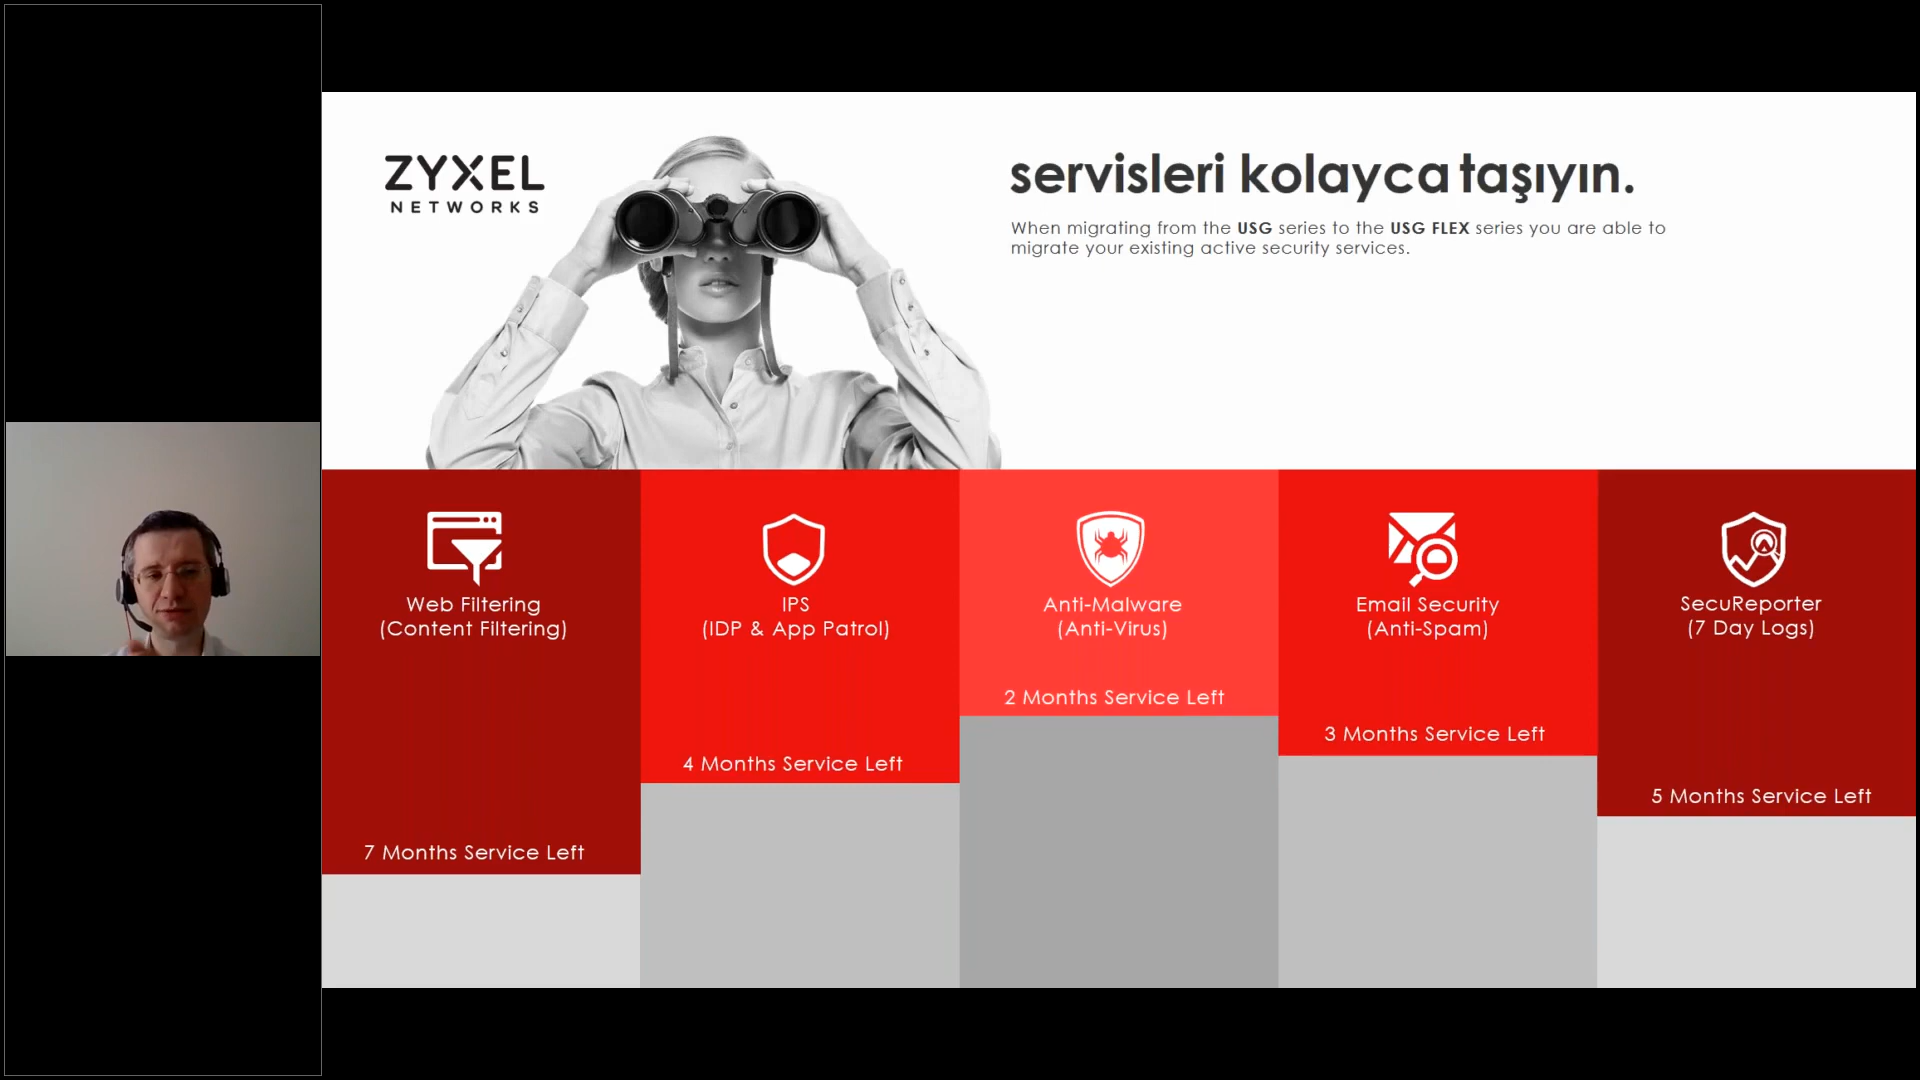 ZYXEL
NETWORKS
servisleri kolayca taşıyın.
When migrating from the USG series to the USG FLEX series you are able to
migrate your existing active security services.
Web Filtering
(Content Filtering)
7 Months Service Left
IPS
(IDP & App Patrol)
4 Months Service Left
Anti-Malware
(Anti-Virus)
2 Months Service Left
Email Security
(Anti-Spam)
3 Months Service Left
SecuReporter
(7 Day Logs)
5 Months Service Left